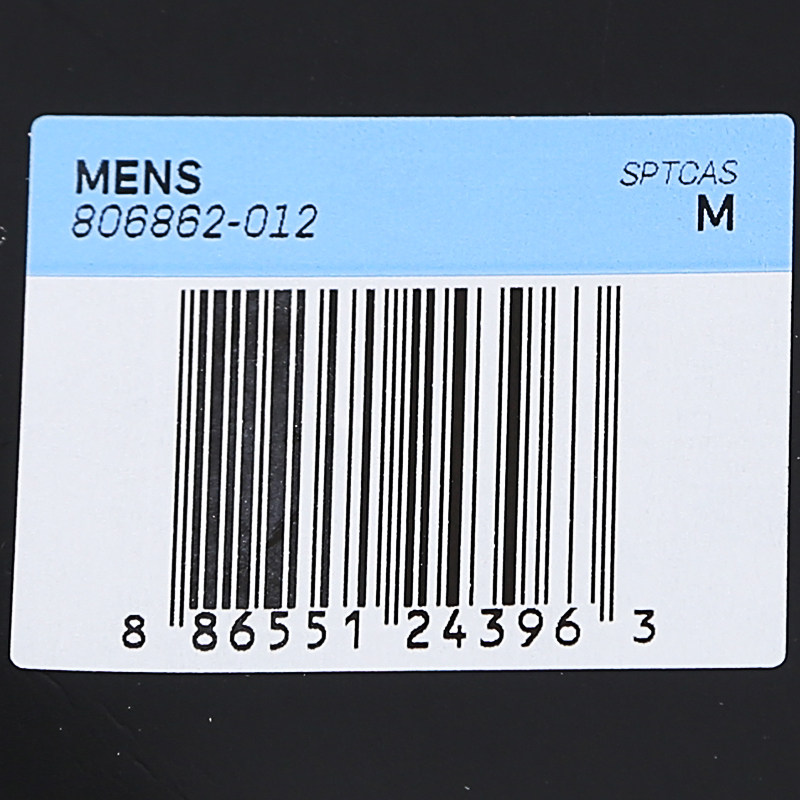 MENS
SPTCAS
806862-012
M
8 86551 24396 3